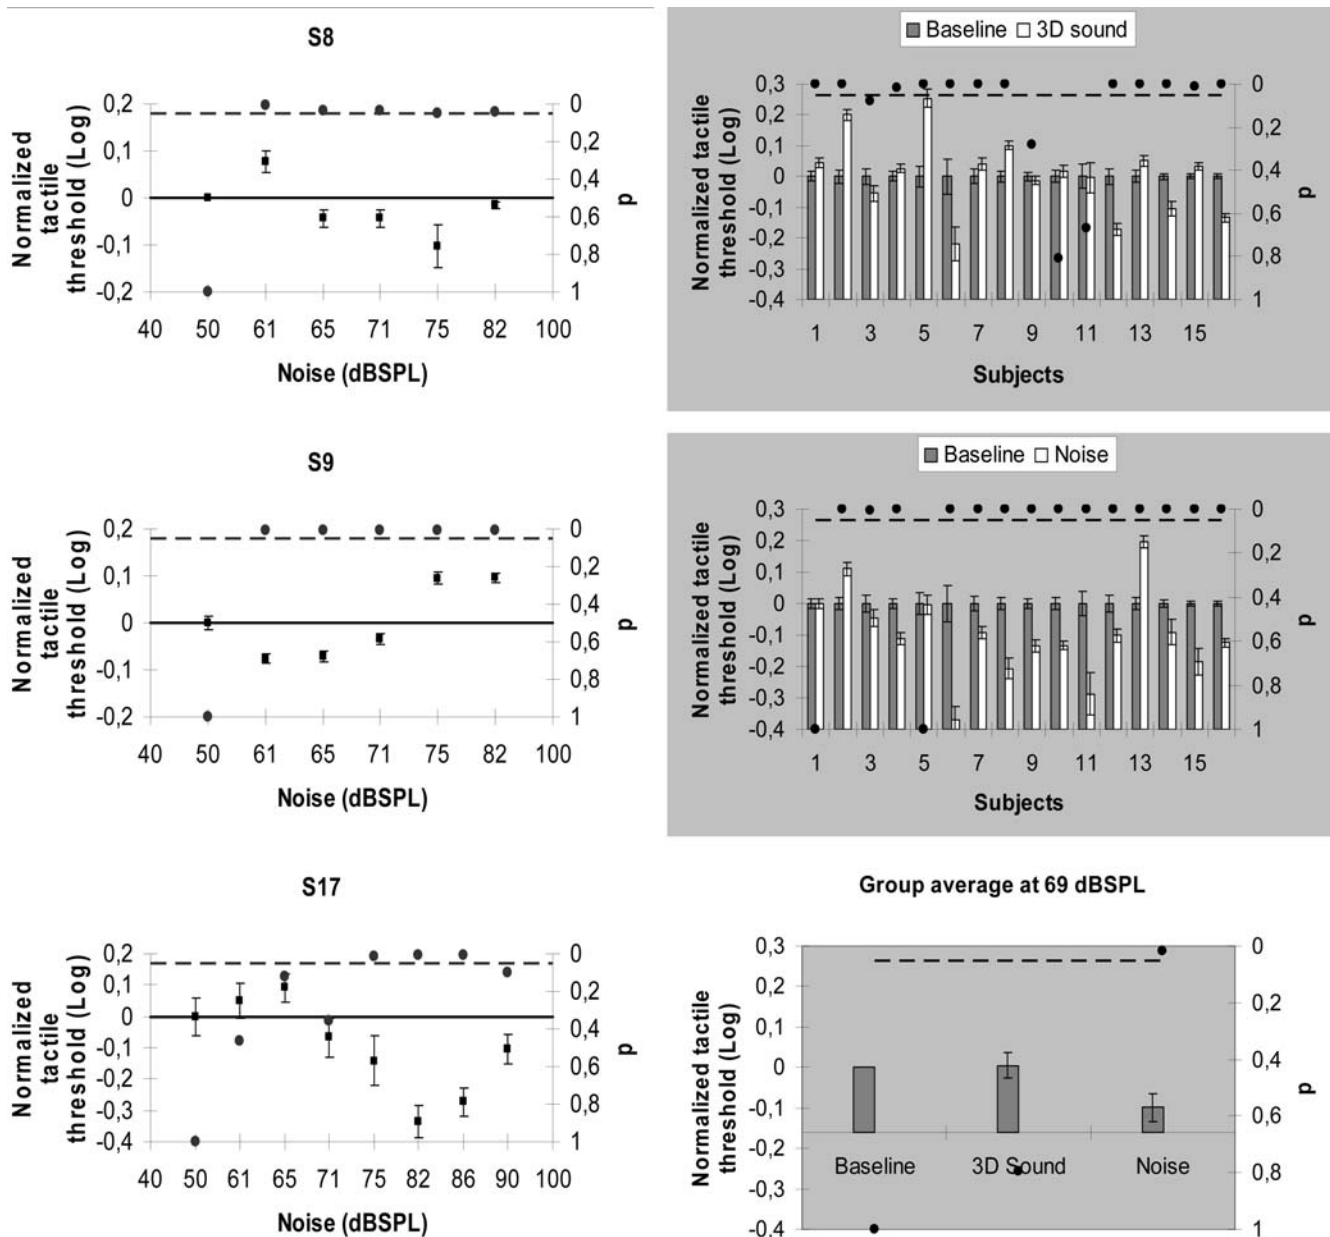 S8
Normalized tactile threshold (Log)
0,2
0,1
0
-0,1
-0,2
0
0,2
0,4
0,6
0,8
1
p
40 50 61 65 71 75 82 100
Noise (dBSPL)
Baseline 3D sound
Normalized tactile threshold (Log)
0,3
0,2
0,1
0
-0,1
-0,2
-0,3
-0,4
0
0,2
0,4
0,6
0,8
1
p
1 3 5 7 9 11 13 15
Subjects
S9
Normalized tactile threshold (Log)
0,2
0,1
0
-0,1
-0,2
0
0,2
0,4
0,6
0,8
1
p
40 50 61 65 71 75 82 100
Noise (dBSPL)
Baseline Noise
Normalized tactile threshold (Log)
0,3
0,2
0,1
0
-0,1
-0,2
-0,3
-0,4
0
0,2
0,4
0,6
0,8
1
p
1 3 5 7 9 11 13 15
Subjects
S17
Normalized tactile threshold (Log)
0,2
0,1
0
-0,1
-0,2
-0,3
-0,4
0
0,2
0,4
0,6
0,8
1
p
40 50 61 65 71 75 82 86 90 100
Noise (dBSPL)
Group average at 69 dBSPL
Normalized tactile threshold (Log)
0,3
0,2
0,1
0
-0,1
-0,2
-0,3
-0,4
0
0,2
0,4
0,6
0,8
1
p
Baseline 3D Sound Noise